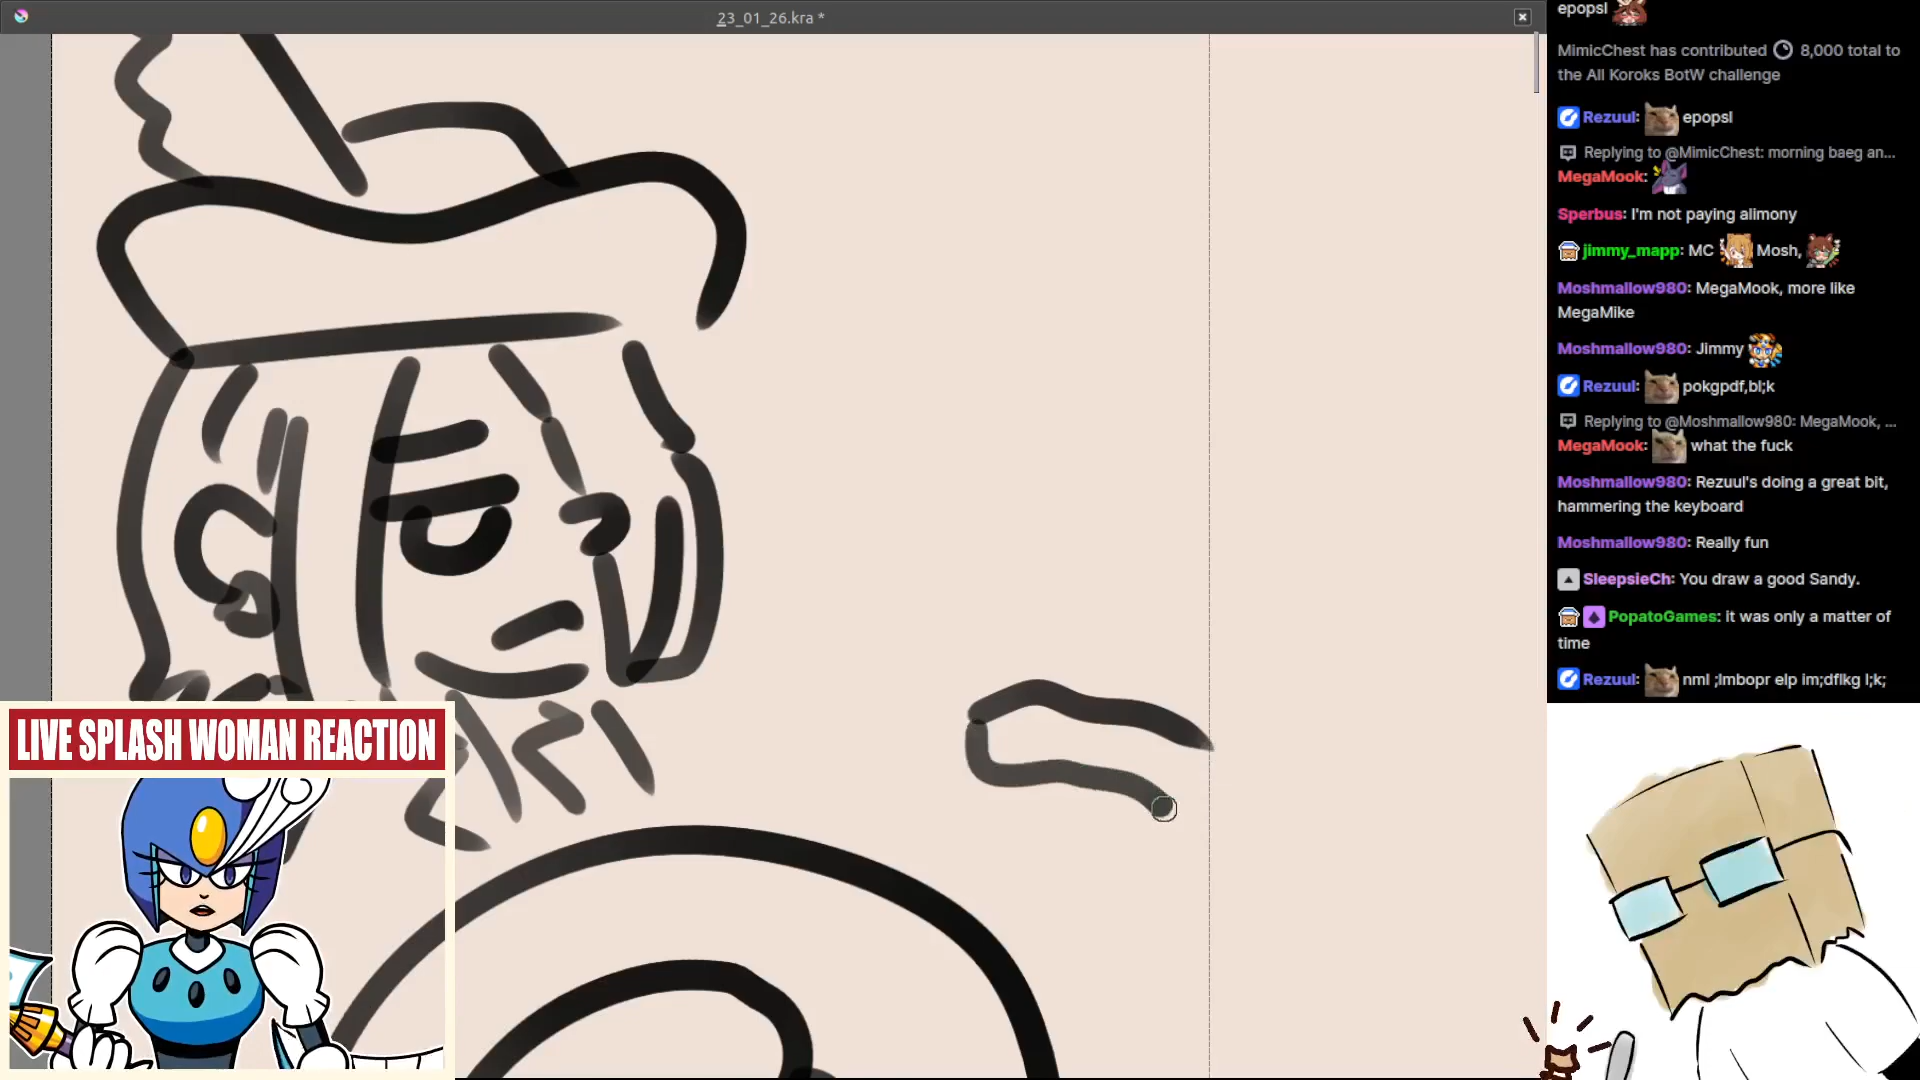 23_01_26.kra *
epopsl
MimicChest has contributed 8,000 total to
the All Koroks BotW challenge
Rezuul: epopsl
Replying to @MimicChest: morning baeg an...
MegaMook:
Sperbus: I'm not paying alimony
jimmy_mapp: MC Mosh,
Moshmallow980: MegaMook, more like
MegaMike
Moshmallow980: Jimmy
Rezuul: pokgpdf,bl;k
Replying to @Moshmallow980: MegaMook, ...
MegaMook: what the fuck
Moshmallow980: Rezuul's doing a great bit,
hammering the keyboard
Moshmallow980: Really fun
SleepsieCh: You draw a good Sandy.
PopatoGames: it was only a matter of
time
Rezuul: nml ;lmbopr elp im;dflkg l;k;
LIVE SPLASH WOMAN REACTION